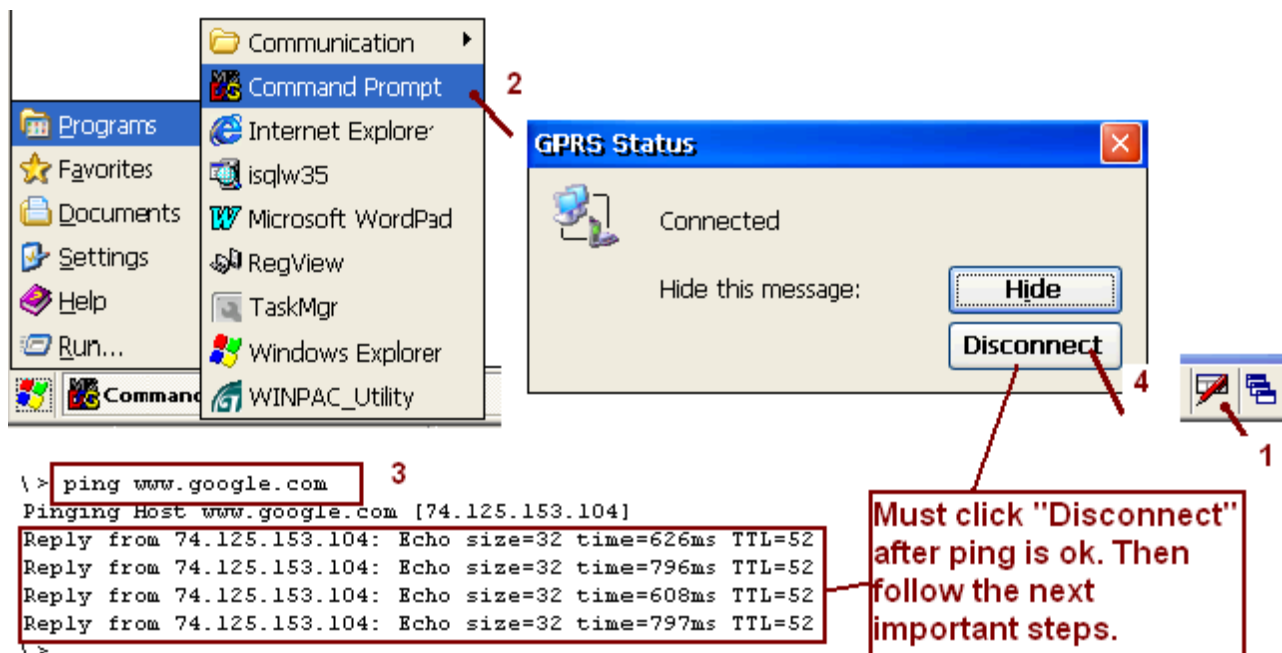 Communication
Command Prompt
Internet Explorer
isqlw35
Microsoft WordPad
RegView
TaskMgr
Windows Explorer
WINPAC_Utility
2
Programs
Favorites
Documents
Settings
Help
Run...
Comman
GPRS Status
Connected
Hide this message:
Hide
Disconnect
4
1
\> ping www.google.com
3
Pinging Host www.google.com [74.125.153.104]
Reply from 74.125.153.104: Echo size=32 time=626ms TTL=52
Reply from 74.125.153.104: Echo size=32 time=796ms TTL=52
Reply from 74.125.153.104: Echo size=32 time=608ms TTL=52
Reply from 74.125.153.104: Echo size=32 time=797ms TTL=52
\>
Must click "Disconnect"
after ping is ok. Then
follow the next
important steps.